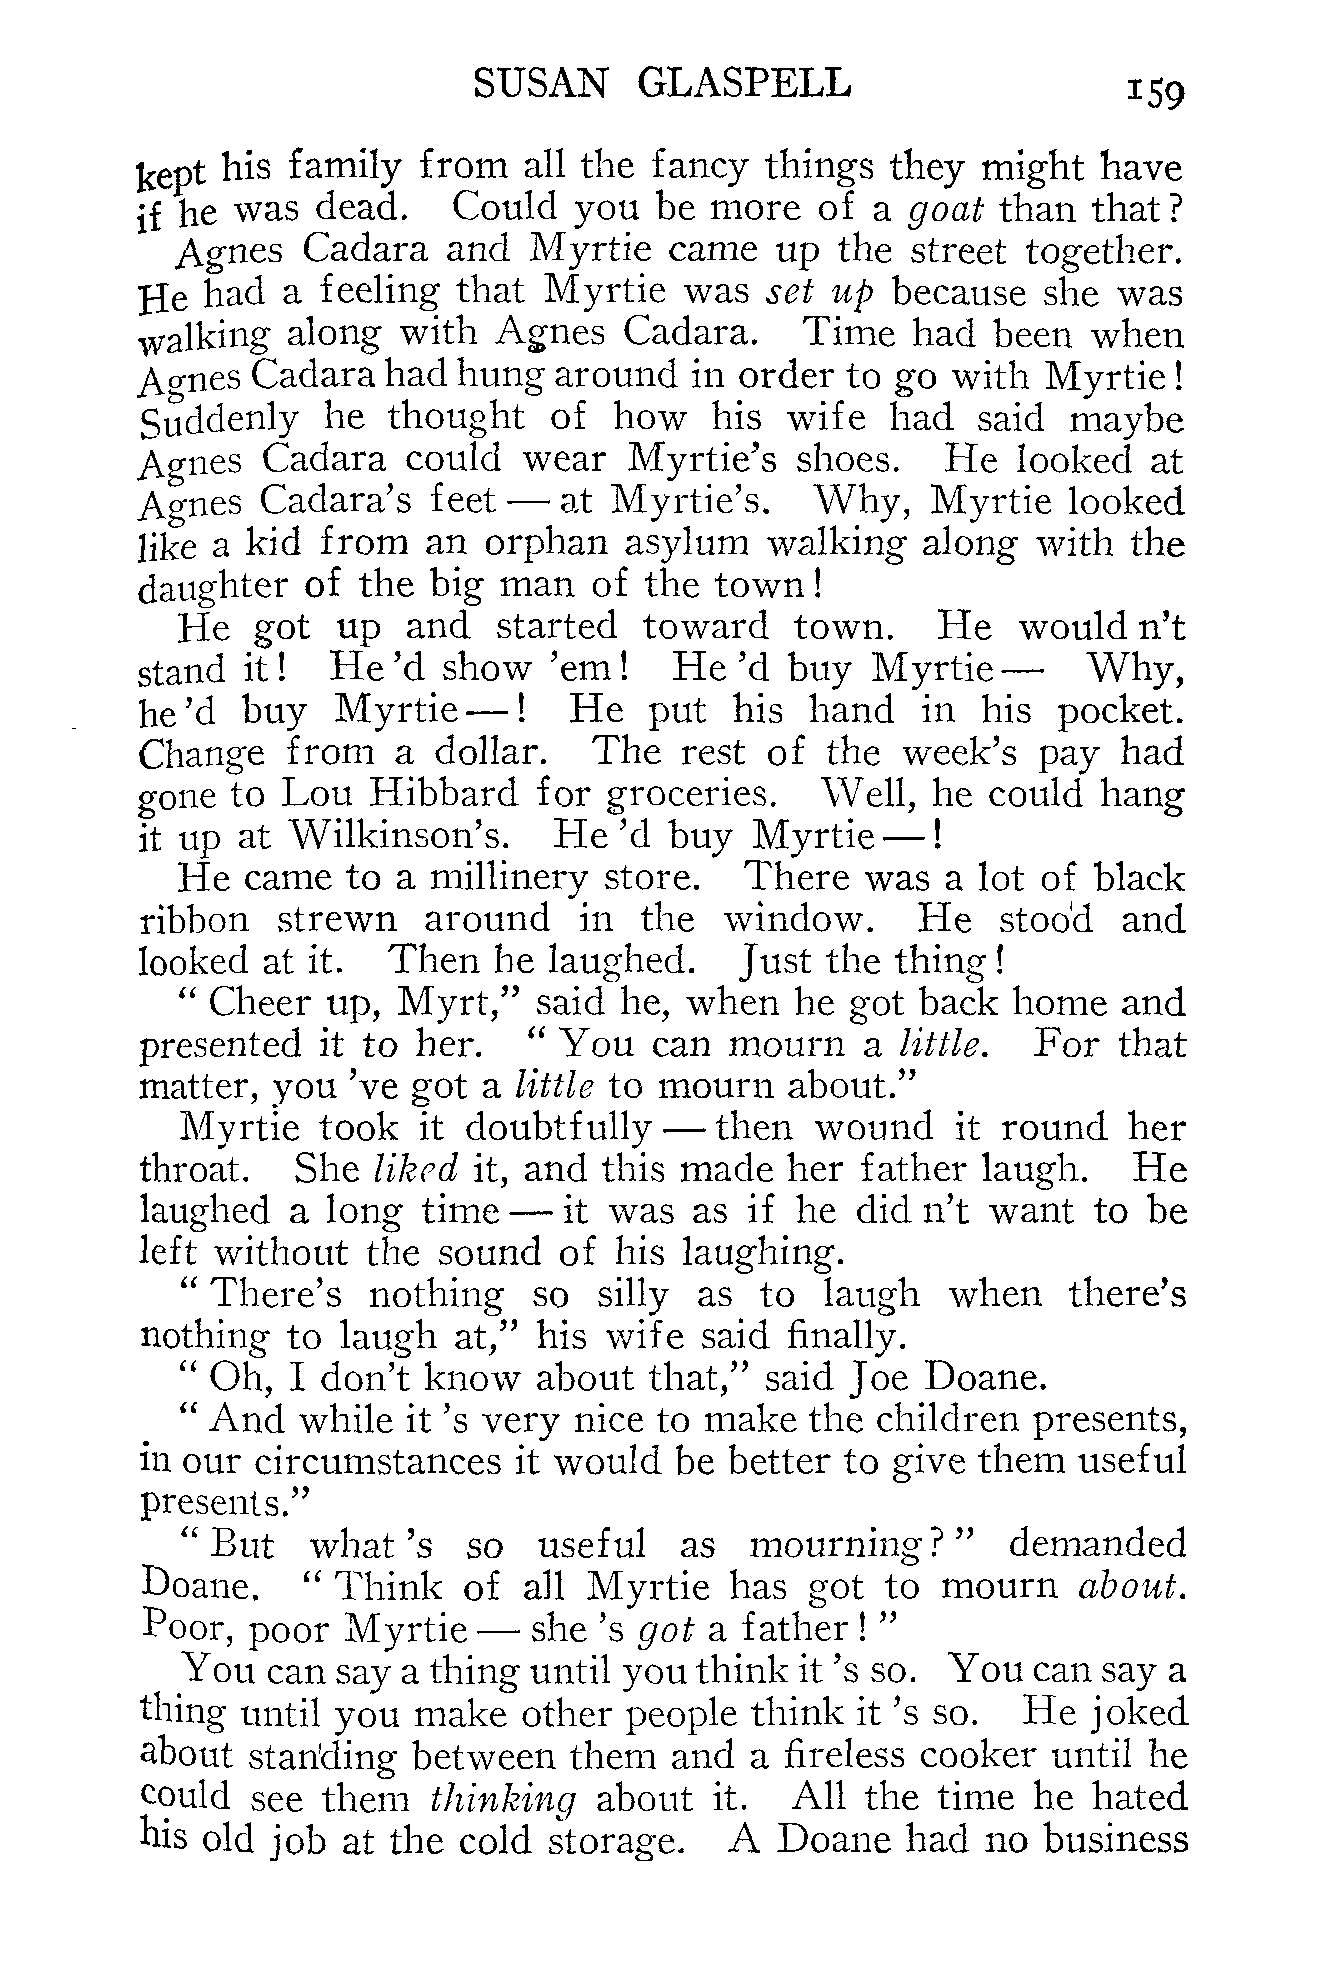 SUSAN GLASPELL 159
kept his family from all the fancy things they might have
if he was dead. Could you be more of a goat than that?
Agnes Cadara and Myrtie came up the street together.
He had a feeling that Myrtie was set up because she was
walking along with Agnes Cadara. Time had been when
Agnes Cadara had hung around in order to go with Myrtie!
Suddenly he thought of how his wife had said maybe
Agnes Cadara could wear Myrtie's shoes. He looked at
Agnes Cadara's feet — at Myrtie's. Why, Myrtie looked
like a kid from an orphan asylum walking along with the
daughter of the big man of the town!
He got up and started toward town. He would n't
stand it! He 'd show 'em! He 'd buy Myrtie — Why,
he 'd buy Myrtie — ! He put his hand in his pocket.
Change from a dollar. The rest of the week's pay had
gone to Lou Hibbard for groceries. Well, he could hang
it up at Wilkinson's. He 'd buy Myrtie — !
He came to a millinery store. There was a lot of black
ribbon strewn around in the window. He stood and
looked at it. Then he laughed. Just the thing!
" Cheer up, Myrt," said he, when he got back home and
presented it to her. " You can mourn a little. For that
matter, you 've got a little to mourn about."
Myrtie took it doubtfully — then wound it round her
throat. She liked it, and this made her father laugh. He
laughed a long time — it was as if he did n't want to be
left without the sound of his laughing.
" There's nothing so silly as to laugh when there's
nothing to laugh at," his wife said finally.
" Oh, I don't know about that," said Joe Doane.
" And while it 's very nice to make the children presents,
in our circumstances it would be better to give them useful
presents."
" But what 's so useful as mourning? " demanded
Doane. " Think of all Myrtie has got to mourn about.
Poor, poor Myrtie — she 's got a father! "
You can say a thing until you think it 's so. You can say a
thing until you make other people think it 's so. He joked
about standing between them and a fireless cooker until he
could see them thinking about it. All the time he hated
his old job at the cold storage. A Doane had no business